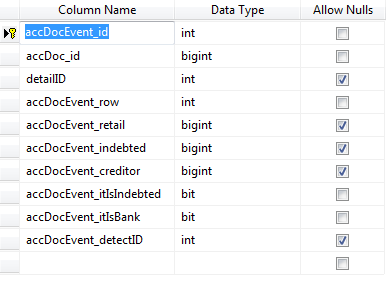 Column Name Data Type Allow Nulls
accDocEvent_id int
accDoc_id bigint
detailID int
accDocEvent_row int
accDocEvent_retail bigint
accDocEvent_indebted bigint
accDocEvent_creditor bigint
accDocEvent_itIsIndebted bit
accDocEvent_itIsBank bit
accDocEvent_detectID int